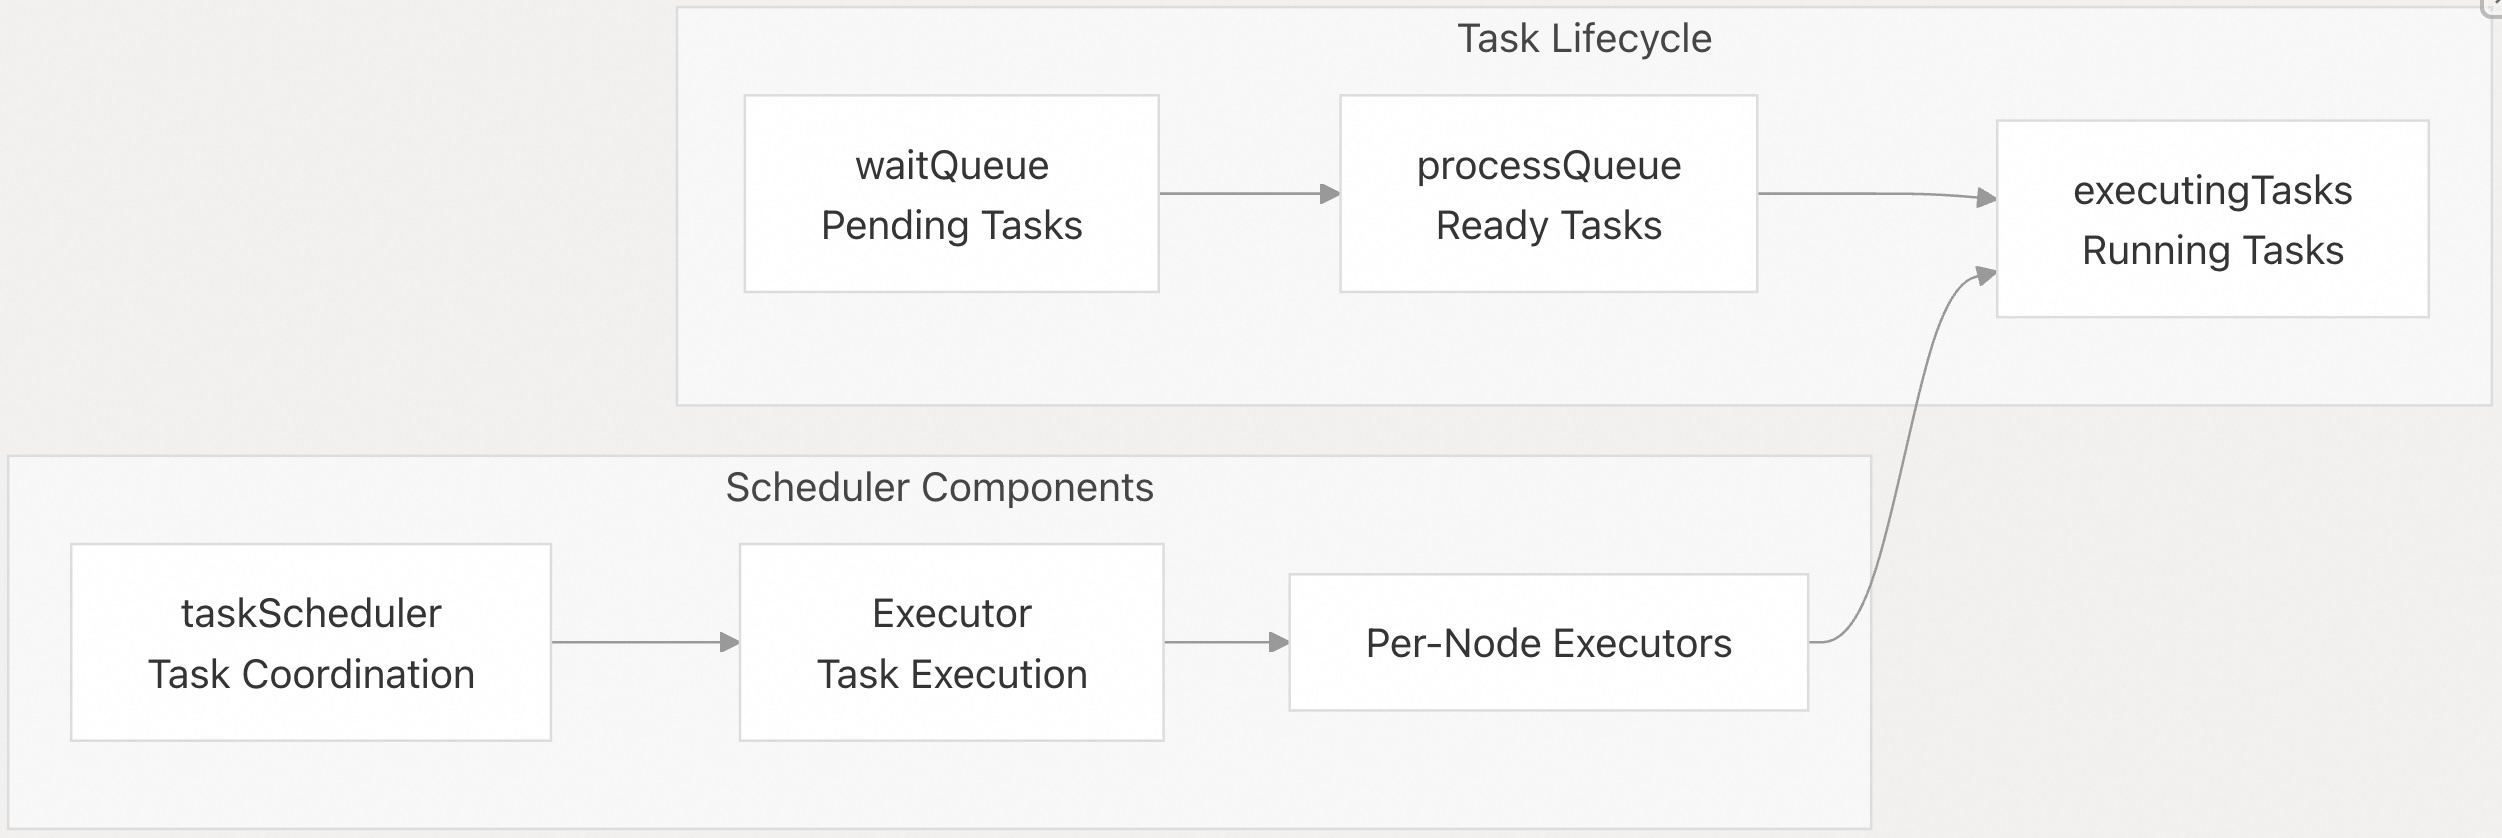 Task Lifecycle
waitQueue
Pending Tasks
processQueue
Ready Tasks
executingTasks
Running Tasks
Scheduler Components
taskScheduler
Task Coordination
Executor
Task Execution
Per-Node Executors